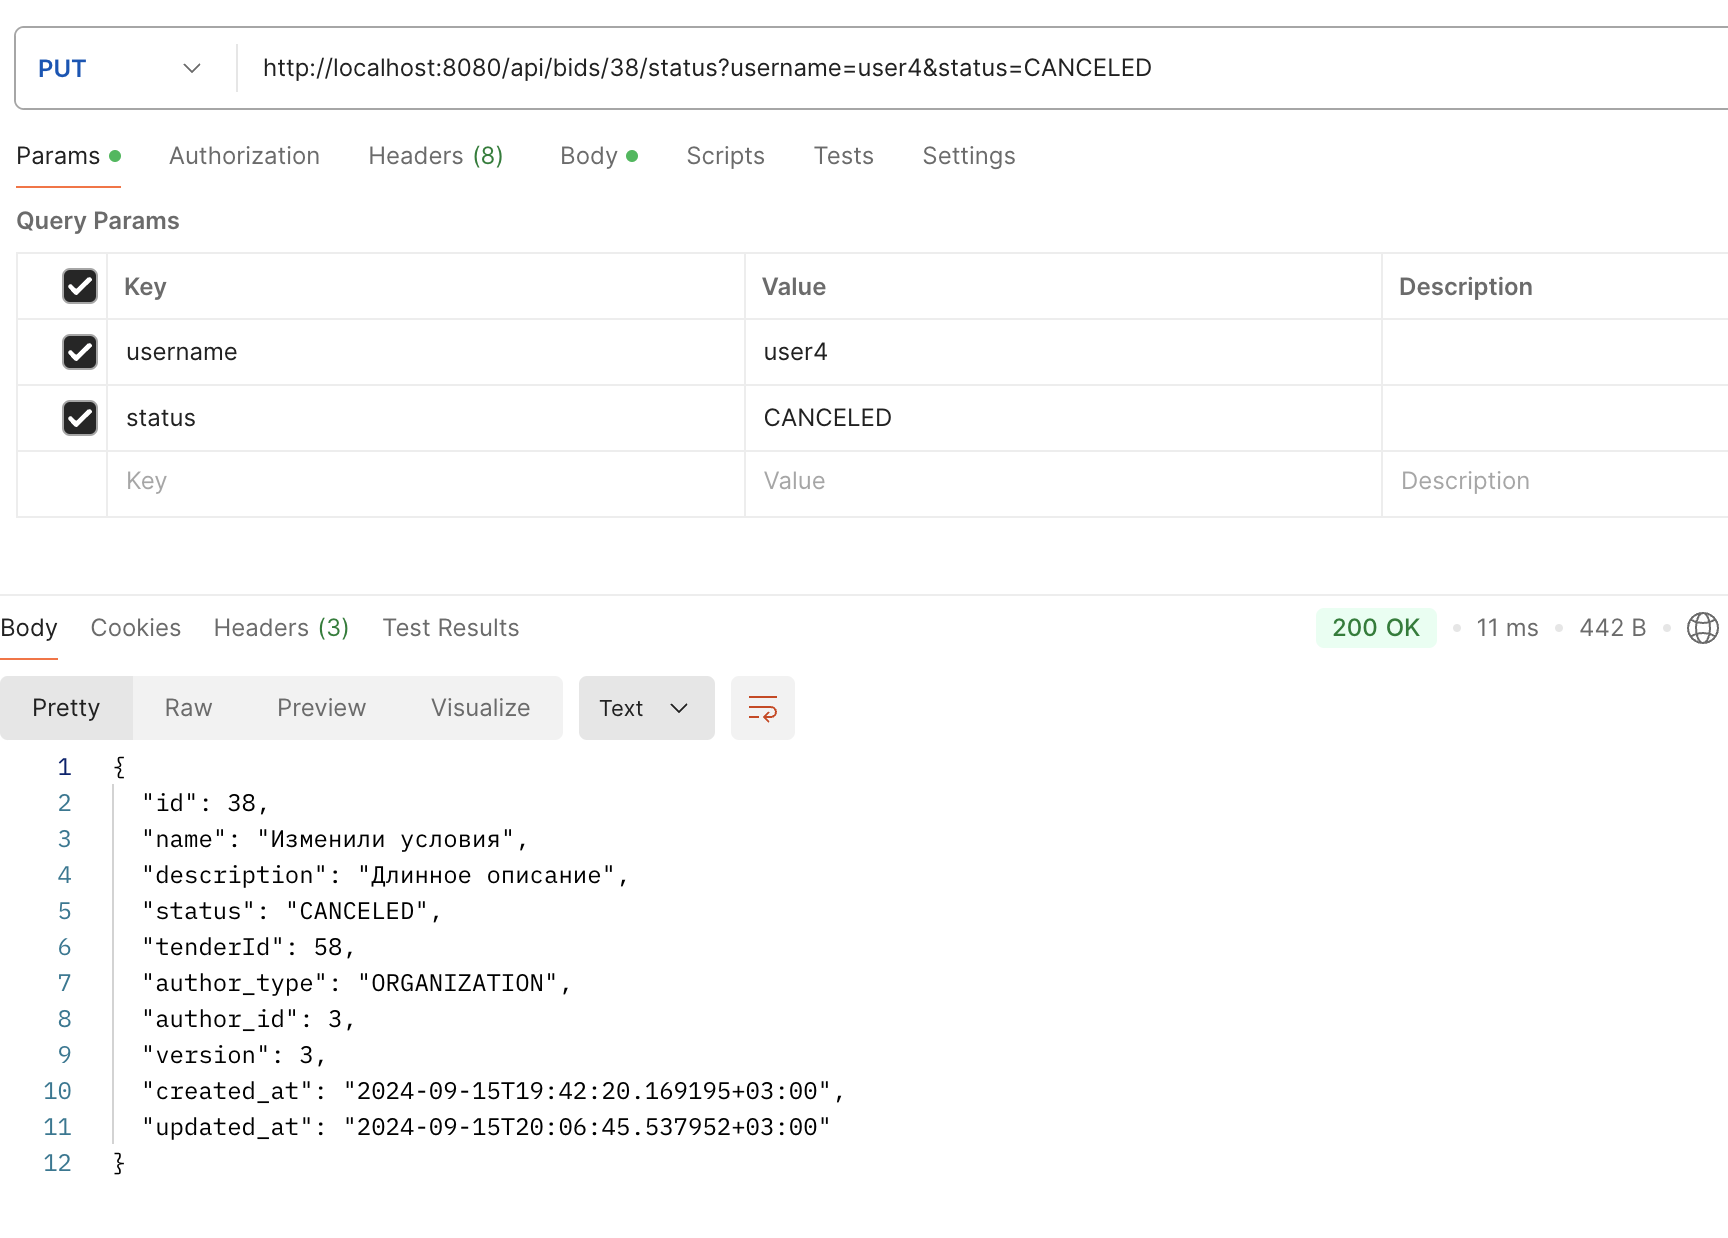 PUT http://localhost:8080/api/bids/38/status?username=user4&status=CANCELED
Params Authorization Headers (8) Body Scripts Tests Settings
Query Params
Key Value Description
username user4
status CANCELED
Key Value Description
Body Cookies Headers (3) Test Results 200 OK 11 ms 442 B
Pretty Raw Preview Visualize Text
1 {
2 "id": 38,
3 "name": "Изменили условия",
4 "description": "Длинное описание",
5 "status": "CANCELED",
6 "tenderId": 58,
7 "author_type": "ORGANIZATION",
8 "author_id": 3,
9 "version": 3,
10 "created_at": "2024-09-15T19:42:20.169195+03:00",
11 "updated_at": "2024-09-15T20:06:45.537952+03:00"
12 }